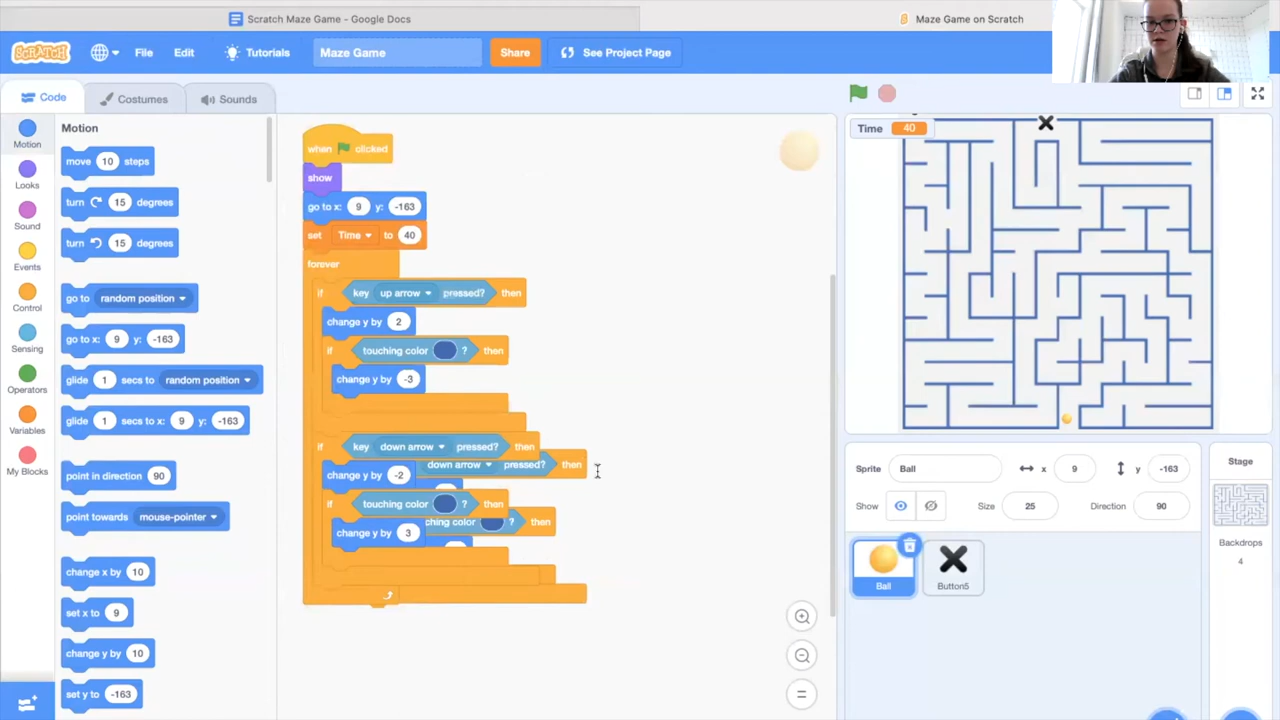 Scratch Maze Game - Google Docs
Maze Game on Scratch
SCRATCH
File
Edit
Tutorials
Maze Game
Share
See Project Page
Code
Costumes
Sounds
Motion
Looks
Sound
Events
Control
Sensing
Operators
Variables
My Blocks
Motion
move 10 steps
turn 15 degrees
turn 15 degrees
go to random position
go to x: 9 y: -163
glide 1 secs to random position
glide 1 secs to x: 9 y: -163
point in direction 90
point towards mouse-pointer
change x by 10
set x to 9
change y by 10
set y to -163
when clicked
show
go to x: 9 y: -163
set Time to 40
forever
if key up arrow pressed? then
change y by 2
if touching color ? then
change y by -3
if key down arrow pressed? then
down arrow pressed? then
change y by -2
if touching color ? then
ching color ? then
change y by 3
Time 40
Sprite Ball x 9 y -163
Show Size 25 Direction 90
Ball
Button5
Stage
Backdrops
4